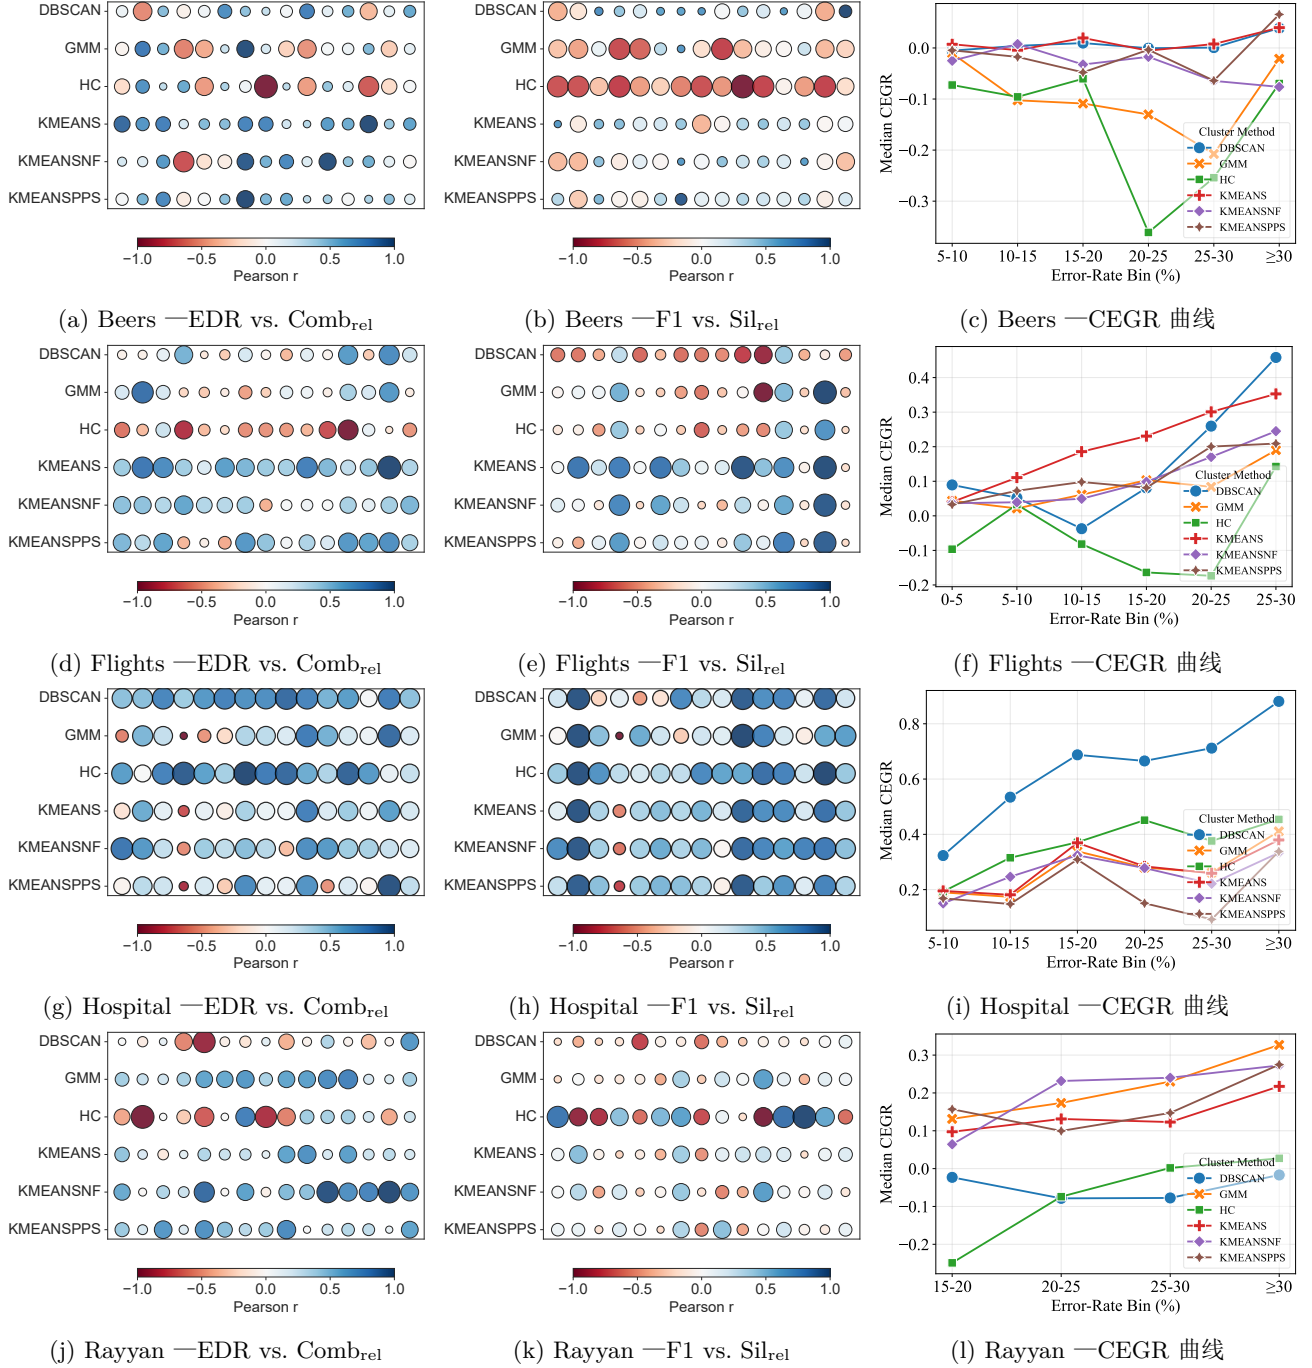 DBSCAN
GMM
HC
KMEANS
KMEANSNF
KMEANSPPS
−1.0 −0.5 0.0 0.5 1.0
Pearson r
(a) Beers —EDR vs. Comb_rel
DBSCAN
GMM
HC
KMEANS
KMEANSNF
KMEANSPPS
−1.0 −0.5 0.0 0.5 1.0
Pearson r
(b) Beers —F1 vs. Sil_rel
Median CEGR
0.0
−0.1
−0.2
−0.3
Cluster Method
DBSCAN
GMM
HC
KMEANS
KMEANSNF
KMEANSPPS
5-10 10-15 15-20 20-25 25-30 ≥30
Error-Rate Bin (%)
(c) Beers —CEGR 曲线
DBSCAN
GMM
HC
KMEANS
KMEANSNF
KMEANSPPS
−1.0 −0.5 0.0 0.5 1.0
Pearson r
(d) Flights —EDR vs. Comb_rel
DBSCAN
GMM
HC
KMEANS
KMEANSNF
KMEANSPPS
−1.0 −0.5 0.0 0.5 1.0
Pearson r
(e) Flights —F1 vs. Sil_rel
Median CEGR
0.4
0.3
0.2
0.1
0.0
−0.1
−0.2
Cluster Method
DBSCAN
GMM
HC
KMEANS
KMEANSNF
KMEANSPPS
0-5 5-10 10-15 15-20 20-25 25-30
Error-Rate Bin (%)
(f) Flights —CEGR 曲线
DBSCAN
GMM
HC
KMEANS
KMEANSNF
KMEANSPPS
−1.0 −0.5 0.0 0.5 1.0
Pearson r
(g) Hospital —EDR vs. Comb_rel
DBSCAN
GMM
HC
KMEANS
KMEANSNF
KMEANSPPS
−1.0 −0.5 0.0 0.5 1.0
Pearson r
(h) Hospital —F1 vs. Sil_rel
Median CEGR
0.8
0.6
0.4
0.2
Cluster Method
DBSCAN
GMM
HC
KMEANS
KMEANSNF
KMEANSPPS
5-10 10-15 15-20 20-25 25-30 ≥30
Error-Rate Bin (%)
(i) Hospital —CEGR 曲线
DBSCAN
GMM
HC
KMEANS
KMEANSNF
KMEANSPPS
−1.0 −0.5 0.0 0.5 1.0
Pearson r
(j) Rayyan —EDR vs. Comb_rel
DBSCAN
GMM
HC
KMEANS
KMEANSNF
KMEANSPPS
−1.0 −0.5 0.0 0.5 1.0
Pearson r
(k) Rayyan —F1 vs. Sil_rel
Median CEGR
0.3
0.2
0.1
0.0
−0.1
−0.2
Cluster Method
DBSCAN
GMM
HC
KMEANS
KMEANSNF
KMEANSPPS
15-20 20-25 25-30 ≥30
Error-Rate Bin (%)
(l) Rayyan —CEGR 曲线